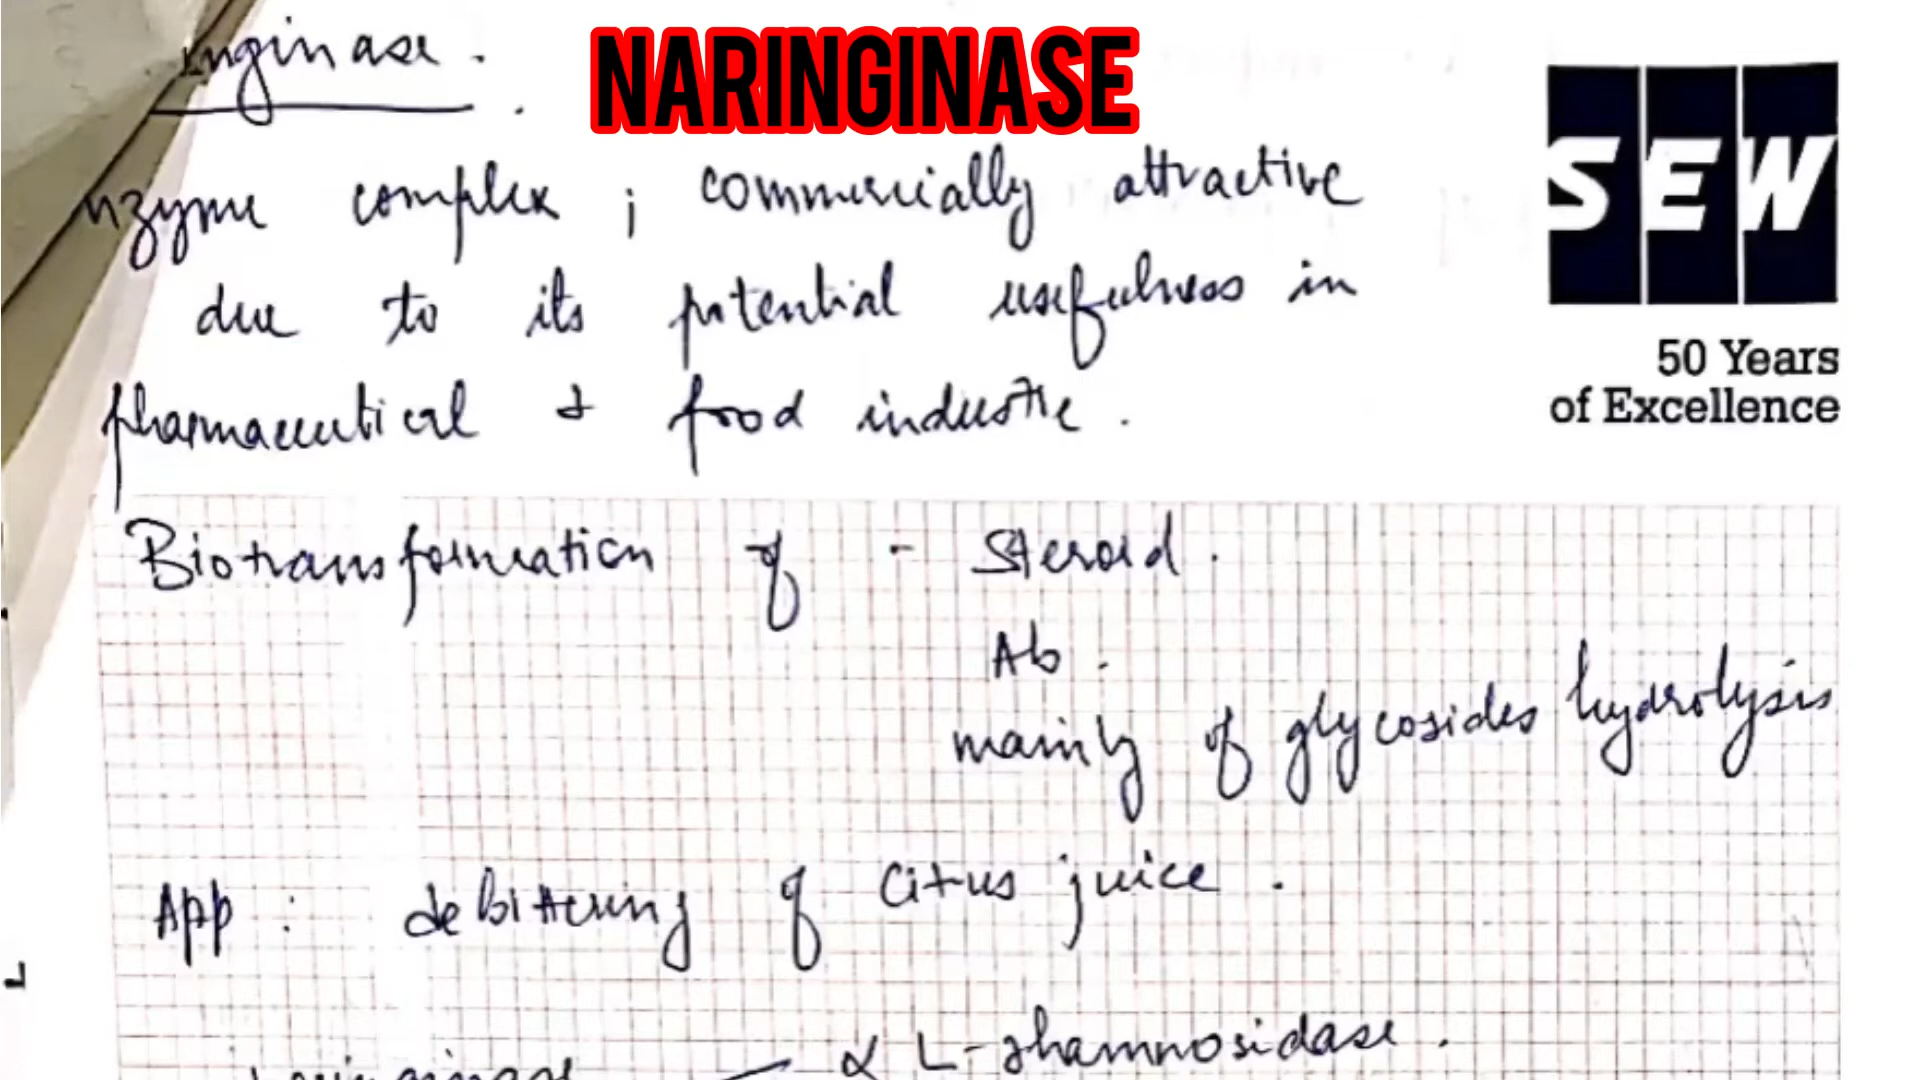 NARINGINASE
nginase.
nzyme complex ; commercially attractive
due to its potential usefulness in
pharmaceutical & food industrie.
SEW
50 Years
of Excellence
Biotransformation of - Steroid.
Ab.
mainly of glycosides hydrolysis
App : debittering of Citrus juice.
α L-rhamnosidase.